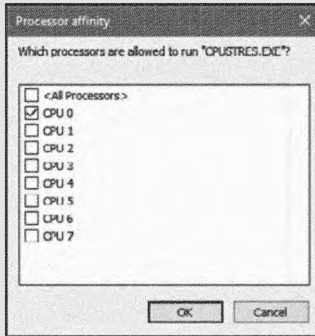 Processor affinity
Which processors are allowed to run "CPUSTRES.EXE"?
<All Processors>
CPU 0
CPU 1
CPU 2
CPU 3
CPU 4
CPU 5
CPU 6
CPU 7
OK
Cancel